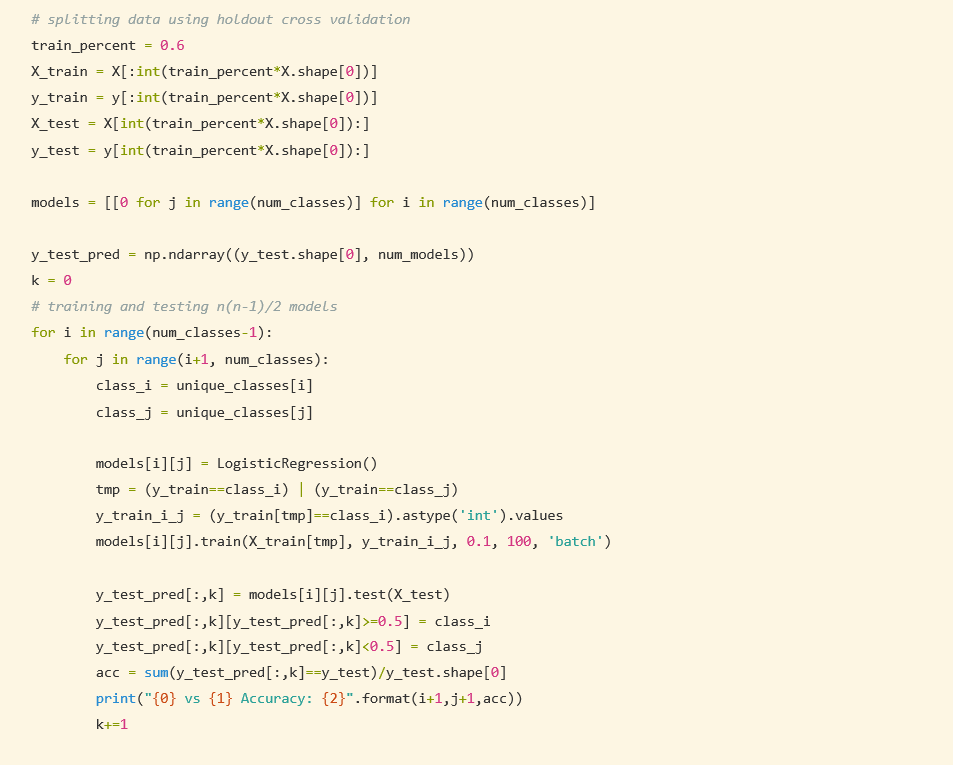 # splitting data using holdout cross validation
train_percent = 0.6
X_train = X[:int(train_percent*X.shape[0])]
y_train = y[:int(train_percent*X.shape[0])]
X_test = X[int(train_percent*X.shape[0]):]
y_test = y[int(train_percent*X.shape[0]):]

models = [[0 for j in range(num_classes)] for i in range(num_classes)]

y_test_pred = np.ndarray((y_test.shape[0], num_models))
k = 0
# training and testing n(n-1)/2 models
for i in range(num_classes-1):
    for j in range(i+1, num_classes):
        class_i = unique_classes[i]
        class_j = unique_classes[j]

        models[i][j] = LogisticRegression()
        tmp = (y_train==class_i) | (y_train==class_j)
        y_train_i_j = (y_train[tmp]==class_i).astype('int').values
        models[i][j].train(X_train[tmp], y_train_i_j, 0.1, 100, 'batch')

        y_test_pred[:,k] = models[i][j].test(X_test)
        y_test_pred[:,k][y_test_pred[:,k]>=0.5] = class_i
        y_test_pred[:,k][y_test_pred[:,k]<0.5] = class_j
        acc = sum(y_test_pred[:,k]==y_test)/y_test.shape[0]
        print("{0} vs {1} Accuracy: {2}".format(i+1,j+1,acc))
        k+=1